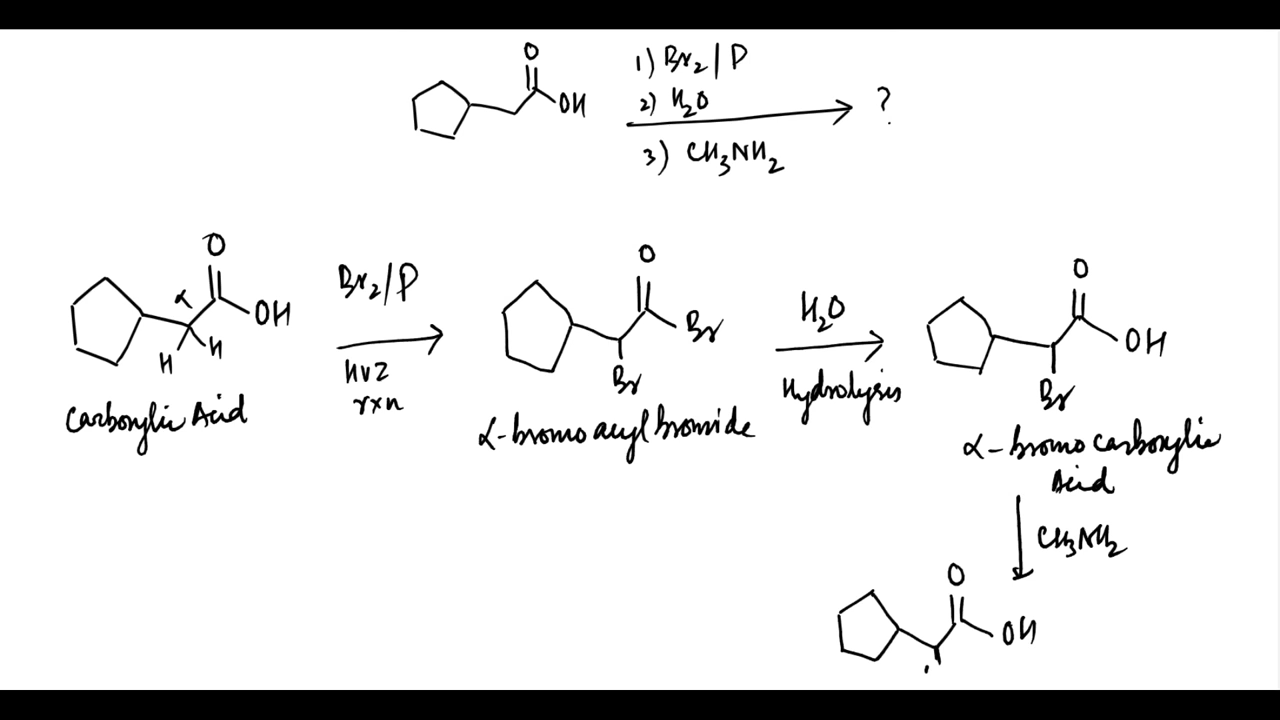 O
OH
1) Br2 / P
2) H2O
3) CH3NH2
?
O
α
OH
H H
Carboxylic Acid
Br2/P
HVZ
rxn
O
Br
Br
α-bromo acyl bromide
H2O
Hydrolysis
O
OH
Br
α-bromo carboxylic
Acid
CH3NH2
O
OH